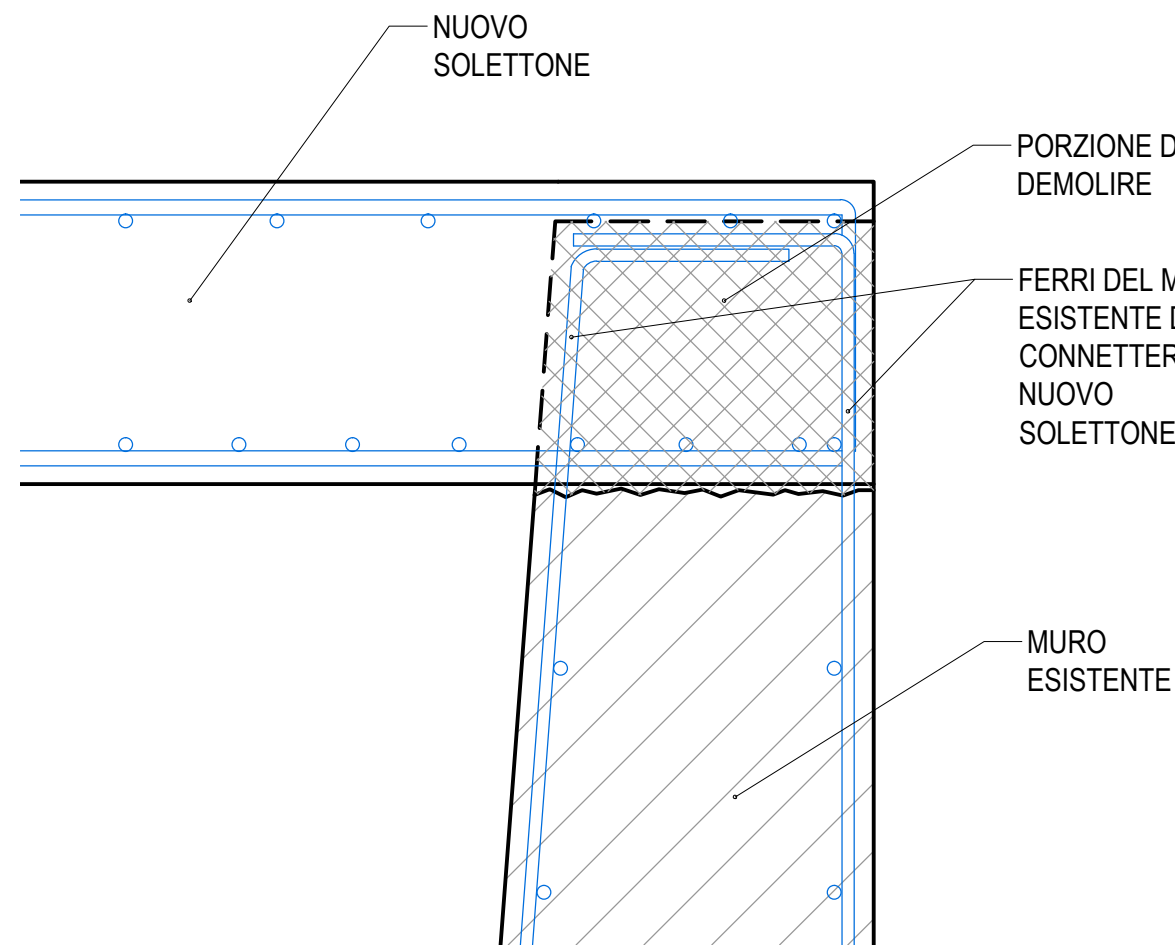 NUOVO
SOLETTONE
PORZIONE D
DEMOLIRE
FERRI DEL M
ESISTENTE D
CONNETTER
NUOVO
SOLETTONE
MURO
ESISTENTE